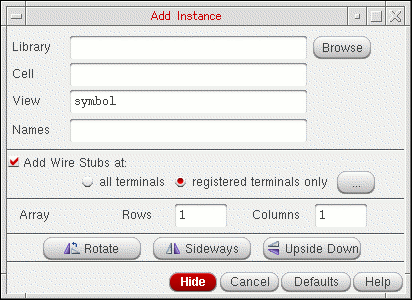 Add Instance
Library Browse
Cell
View symbol
Names
Add Wire Stubs at:
all terminals registered terminals only ...
Array Rows 1 Columns 1
Rotate Sideways Upside Down
Hide Cancel Defaults Help